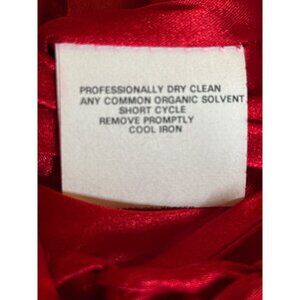 PROFESSIONALLY DRY CLEAN
ANY COMMON ORGANIC SOLVENT
SHORT CYCLE
REMOVE PROMPTLY
COOL IRON